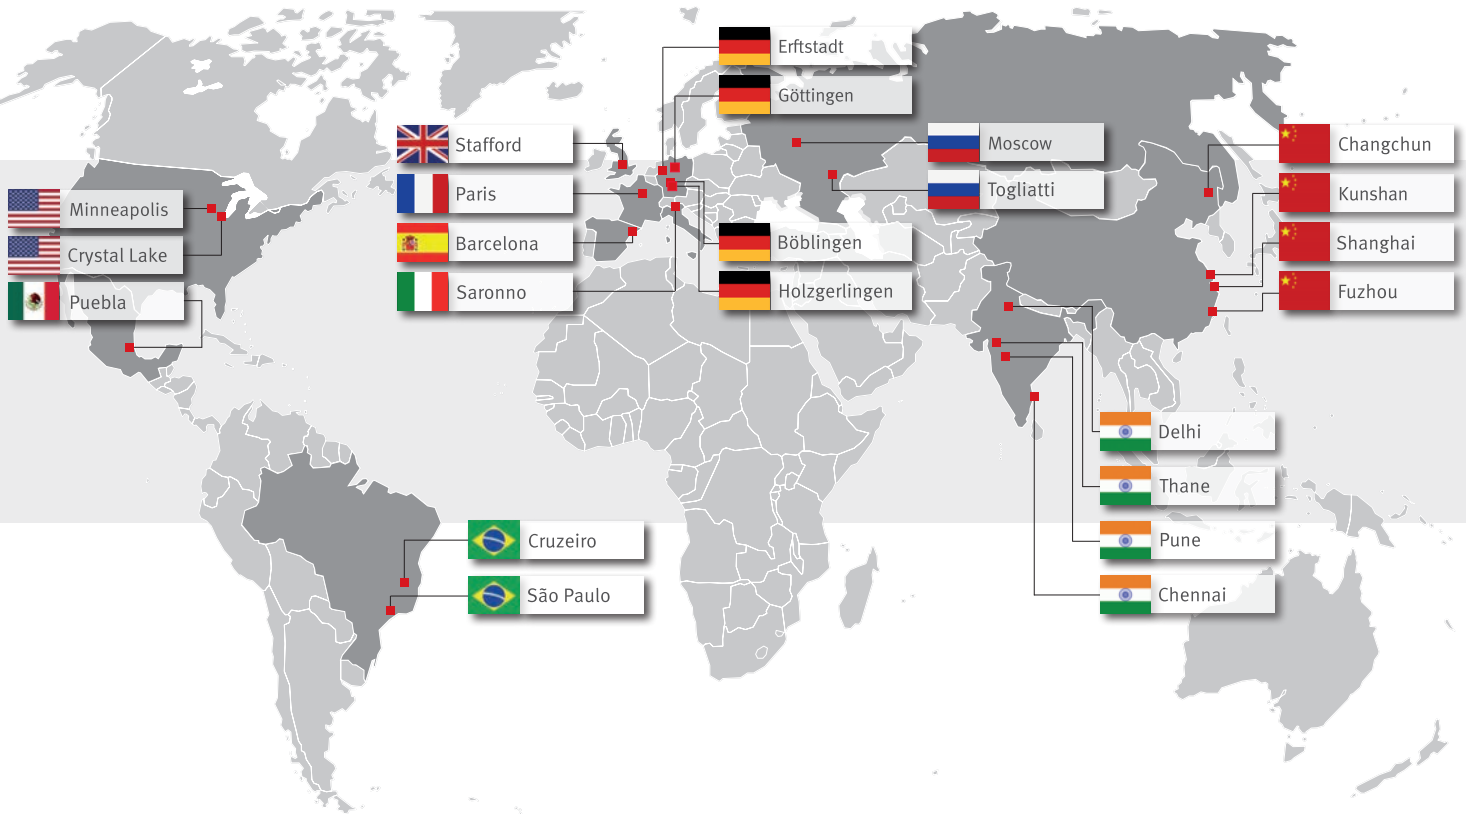 Erftstadt
Göttingen
Stafford
Moscow
Changchun
Paris
Togliatti
Kunshan
Minneapolis
Barcelona
Böblingen
Shanghai
Crystal Lake
Saronno
Holzgerlingen
Fuzhou
Puebla
Delhi
Thane
Cruzeiro
Pune
São Paulo
Chennai